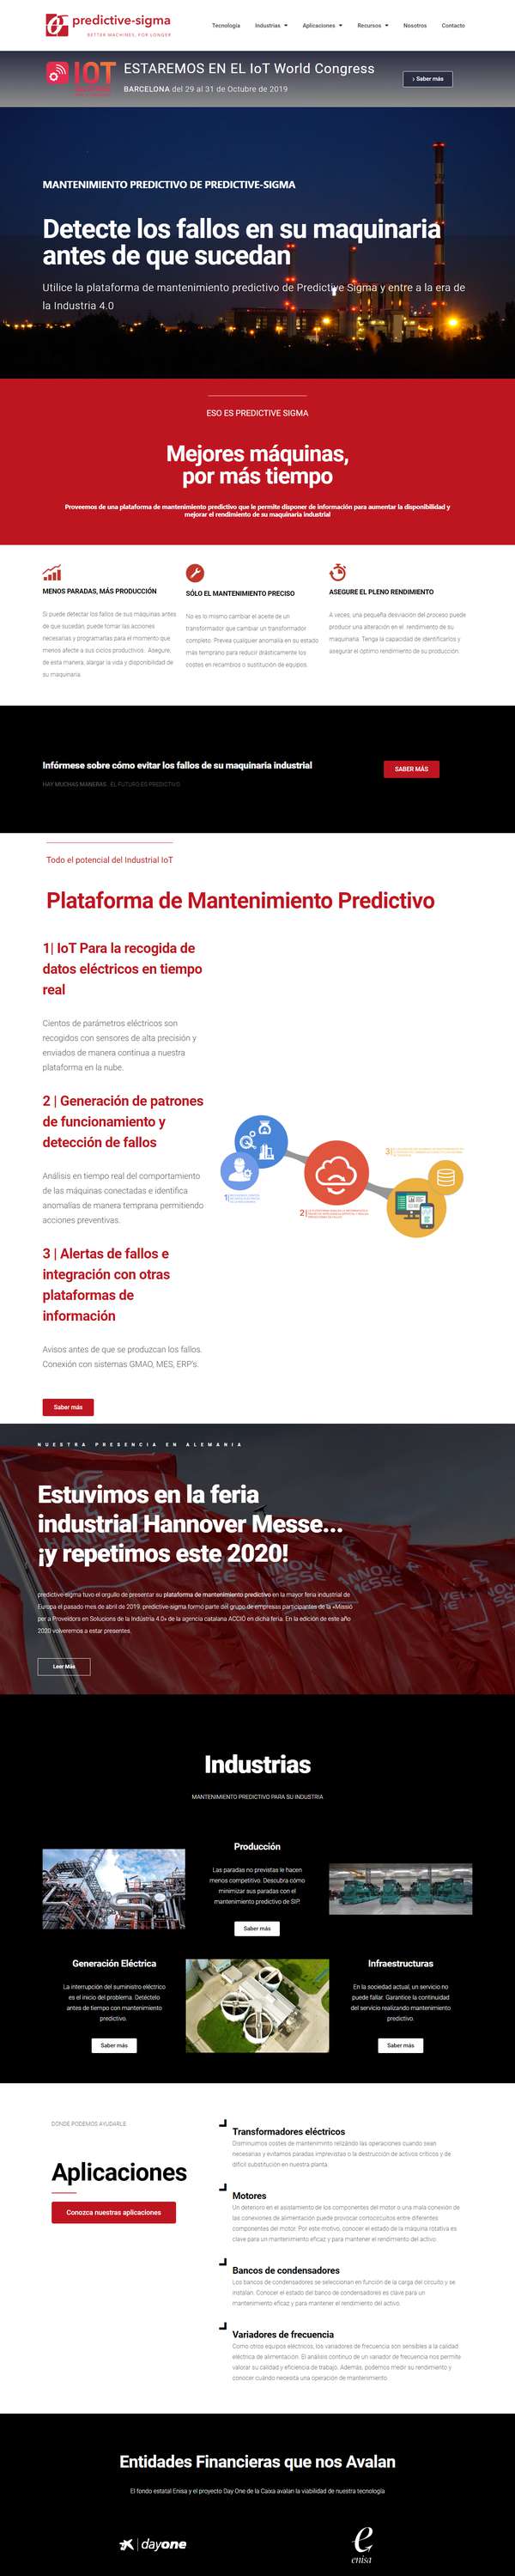 predictive-sigma
BETTER MACHINES, FOR LONGER
Tecnología Industrias Aplicaciones Recursos Nosotros Contacto
IOT
ESTAREMOS EN EL IoT World Congress
BARCELONA del 29 al 31 de Octubre de 2019
Saber más
MANTENIMIENTO PREDICTIVO DE PREDICTIVE-SIGMA
Detecte los fallos en su maquinaria
antes de que sucedan
Utilice la plataforma de mantenimiento predictivo de Predictive Sigma y entre a la era de
la Industria 4.0
ESO ES PREDICTIVE SIGMA
Mejores máquinas,
por más tiempo
Proveemos de una plataforma de mantenimiento predictivo que le permite disponer de información para aumentar la disponibilidad y
mejorar el rendimiento de su maquinaria industrial
MENOS PARADAS, MÁS PRODUCCIÓN
Si puede detectar los fallos de sus máquinas antes
de que sucedan, puede tomar las acciones
necesarias y programarlas para el momento que
menos afecte a sus ciclos productivos. Asegure,
de esta manera, alargar la vida y disponibilidad de
su maquinaria.
SÓLO EL MANTENIMIENTO PRECISO
No es lo mismo cambiar el aceite de un
transformador que cambiar un transformador
completo. Prevea cualquier anomalía en su estado
más temprano para reducir drásticamente los
costes en recambios o sustitución de equipos.
ASEGURE EL PLENO RENDIMIENTO
A veces, una pequeña desviación del proceso puede
producir una alteración en el rendimiento de su
maquinaria. Tenga la capacidad de identificarlos y
asegurar el óptimo rendimiento de su producción.
Infórmese sobre cómo evitar los fallos de su maquinaria industrial
HAY MUCHAS MANERAS. EL FUTURO ES PREDICTIVO
SABER MÁS
Todo el potencial del Industrial IoT
Plataforma de Mantenimiento Predictivo
1| IoT Para la recogida de
datos eléctricos en tiempo
real
Cientos de parámetros eléctricos son
recogidos con sensores de alta precisión y
enviados de manera continua a nuestra
plataforma en la nube.
2 | Generación de patrones
de funcionamiento y
detección de fallos
Análisis en tiempo real del comportamiento
de las máquinas conectadas e identifica
anomalías de manera temprana permitiendo
acciones preventivas.
1|
2|
3|
3 | Alertas de fallos e
integración con otras
plataformas de
información
Avisos antes de que se produzcan los fallos.
Conexión con sistemas GMAO, MES, ERP's.
Saber más
NUESTRA PRESENCIA EN ALEMANIA
Estuvimos en la feria
industrial Hannover Messe...
¡y repetimos este 2020!
predictive-sigma tuvo el orgullo de presentar su plataforma de mantenimiento predictivo en la mayor feria industrial de
Europa el pasado mes de abril de 2019. predictive-sigma formó parte del grupo de empresas participantes de la «Missió
per a Proveïdors en Solucions de la Indústria 4.0» de la agencia catalana ACCIÓ en dicha feria. En la edición de este año
2020 volveremos a estar presentes.
Leer Más
Industrias
MANTENIMIENTO PREDICTIVO PARA SU INDUSTRIA
Producción
Las paradas no previstas le hacen
menos competitivo. Descubra cómo
minimizar sus paradas con el
mantenimiento predictivo de SIP.
Saber más
Generación Eléctrica
La interrupción del suministro eléctrico
es el inicio del problema. Detéctelo
antes de tiempo con mantenimiento
predictivo.
Saber más
Infraestructuras
En la sociedad actual, un servicio no
puede fallar. Garantice la continuidad
del servicio realizando mantenimiento
predictivo.
Saber más
DÓNDE PODEMOS AYUDARLE
Aplicaciones
Conozca nuestras aplicaciones
Transformadores eléctricos
Disminuimos costes de mantenimiento relizándo las operaciones cuando sean
necesarias y evitamos paradas imprevistas o la destrucción de activos críticos y de
difícil substitución en nuestra planta.
Motores
Un deterioro en el aislamiento de los componentes del motor o una mala conexión de
las conexiones de alimentación puede provocar cortocircuitos entre diferentes
componentes del motor. Por este motivo, conocer el estado de la máquina rotativa es
clave para un mantenimiento eficaz y para mantener el rendimiento del activo.
Bancos de condensadores
Los bancos de condensadores se seleccionan en función de la carga del circuito y se
instalan. Conocer el estado del banco de condensadores es clave para un
mantenimiento eficaz y para mantener el rendimiento del activo.
Variadores de frecuencia
Como otros equipos eléctricos, los variadores de frecuencia son sensibles a la calidad
eléctrica de alimentación. El análisis continuo de un variador de frecuencia nos permite
valorar su calidad y eficiencia de trabajo. Además, podemos medir su rendimiento y
conocer cuándo necesita una operación de mantenimiento.
Entidades Financieras que nos Avalan
El fondo estatal Enisa y el proyecto Day One de la Caixa avalan la viabilidad de nuestra tecnología
dayone
enisa